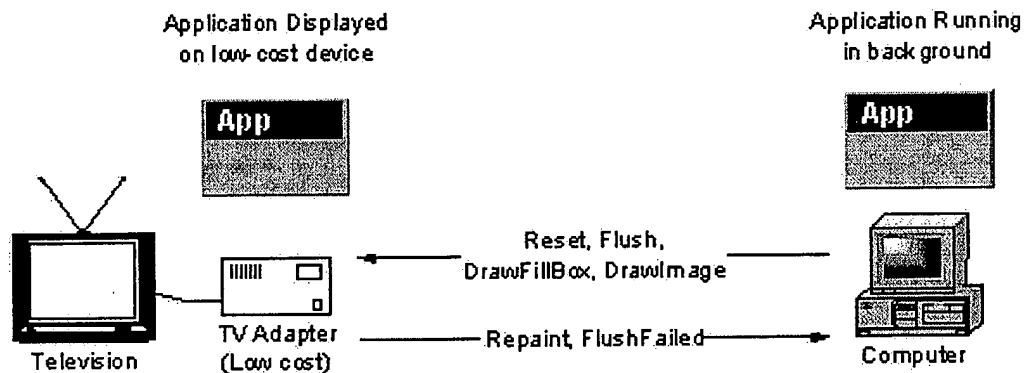 Application Displayed
on low-cost device
Application Running
in background
App
App
Reset, Flush,
DrawFillBox, DrawImage
Repaint, FlushFailed
Television
TV Adapter
(Low cost)
Computer